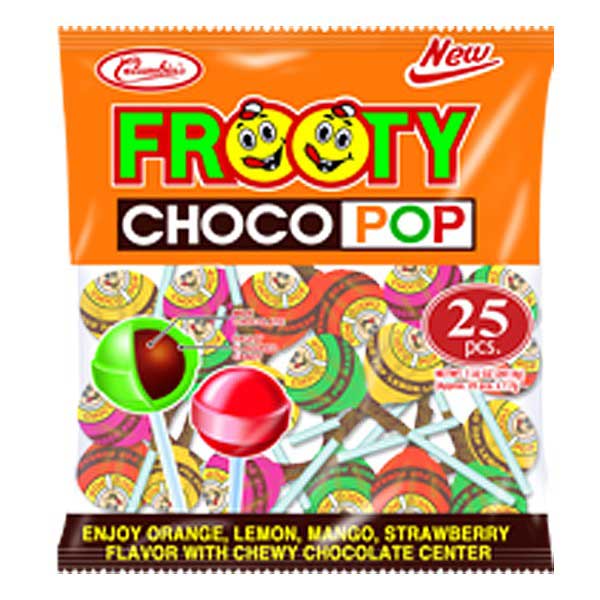 Columbia's
New
FROOTY
CHOCO POP
25
pcs.
ENJOY ORANGE, LEMON, MANGO, STRAWBERRY
FLAVOR WITH CHEWY CHOCOLATE CENTER